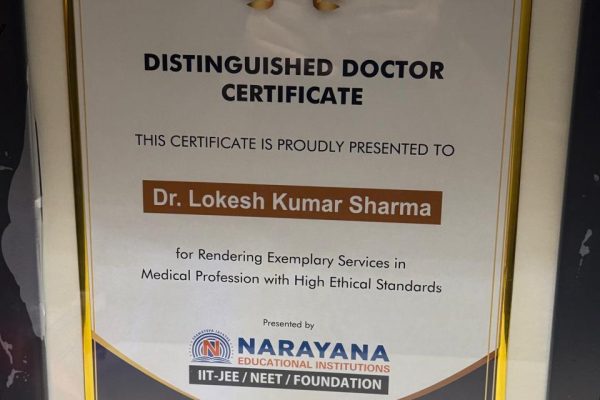 DISTINGUISHED DOCTOR
CERTIFICATE
THIS CERTIFICATE IS PROUDLY PRESENTED TO
Dr. Lokesh Kumar Sharma
for Rendering Exemplary Services in
Medical Profession with High Ethical Standards
Presented by
N
NARAYANA
EDUCATIONAL INSTITUTIONS
IIT-JEE / NEET / FOUNDATION